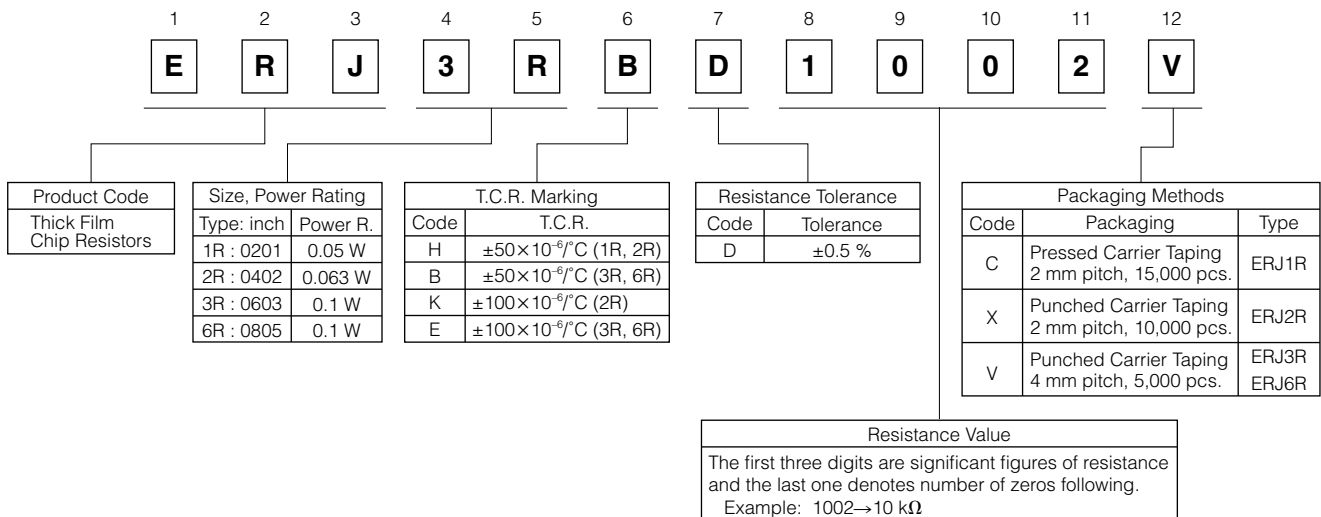 1 2 3 4 5 6 7 8 9 10 11 12
E R J 3 R B D 1 0 0 2 V
Product Code
Thick Film
Chip Resistors
Size, Power Rating
Type: inch Power R.
1R : 0201 0.05 W
2R : 0402 0.063 W
3R : 0603 0.1 W
6R : 0805 0.1 W
T.C.R. Marking
Code T.C.R.
H ±50×10⁻⁶/°C (1R, 2R)
B ±50×10⁻⁶/°C (3R, 6R)
K ±100×10⁻⁶/°C (2R)
E ±100×10⁻⁶/°C (3R, 6R)
Resistance Tolerance
Code Tolerance
D ±0.5 %
Packaging Methods
Code Packaging Type
C Pressed Carrier Taping
2 mm pitch, 15,000 pcs. ERJ1R
X Punched Carrier Taping
2 mm pitch, 10,000 pcs. ERJ2R
V Punched Carrier Taping ERJ3R
4 mm pitch, 5,000 pcs. ERJ6R
Resistance Value
The first three digits are significant figures of resistance
and the last one denotes number of zeros following.
Example: 1002→10 kΩ